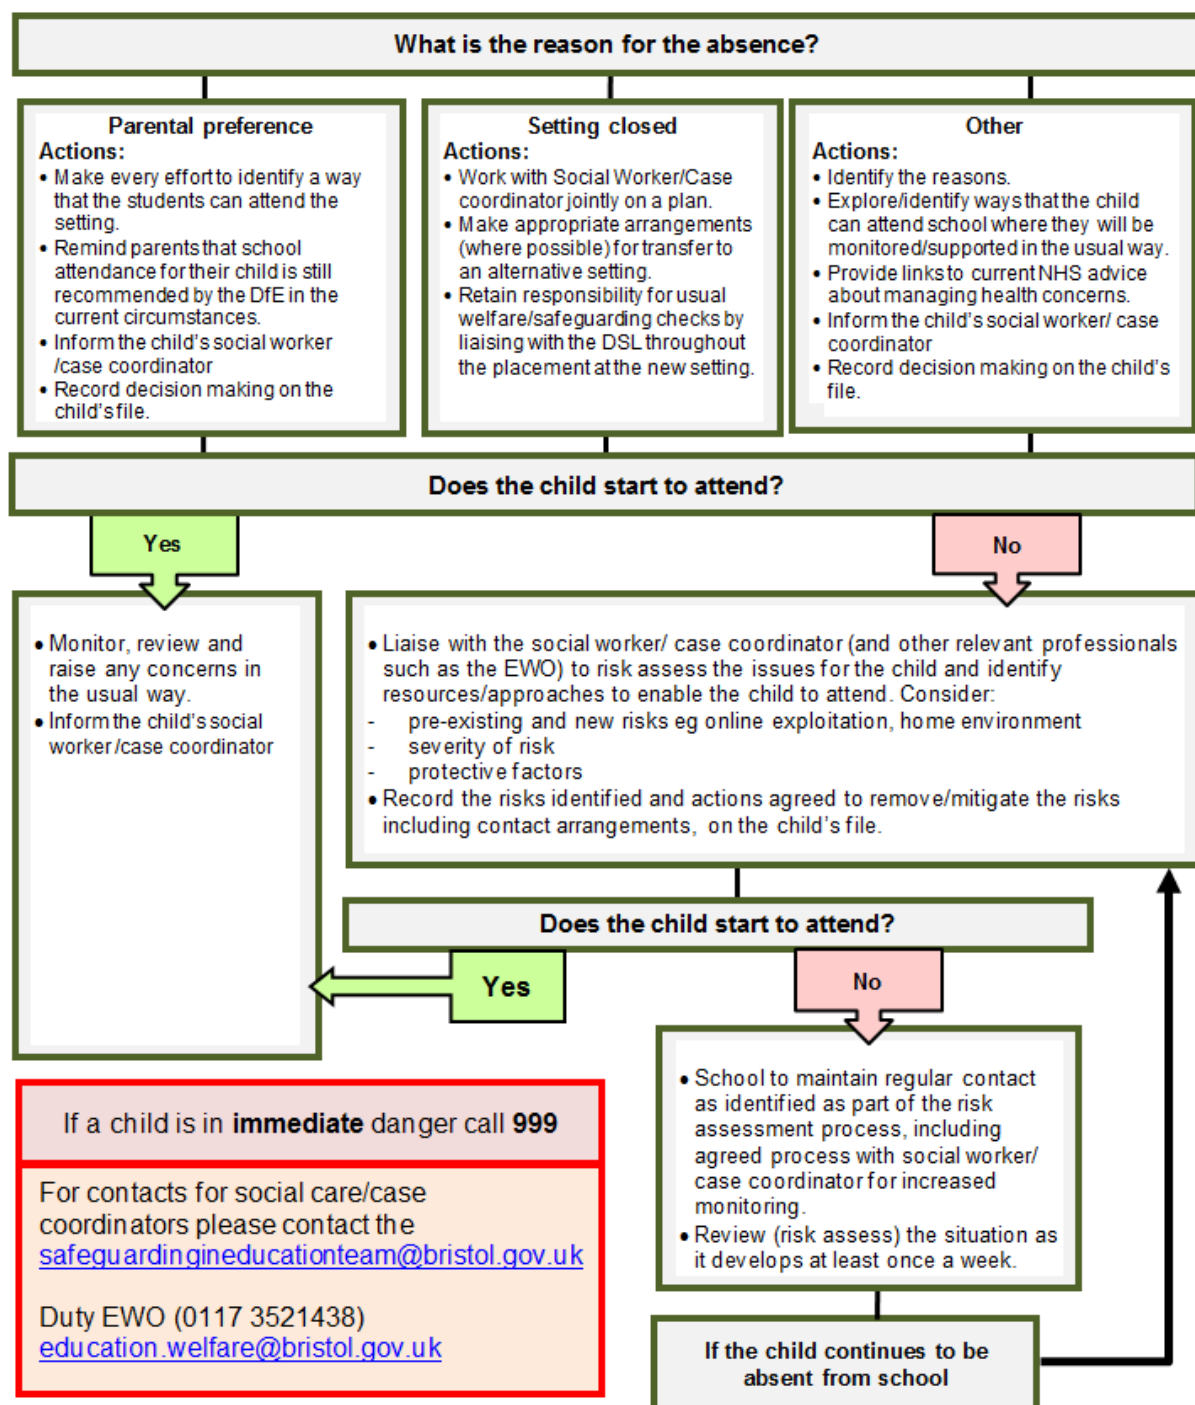 What is the reason for the absence?
Parental preference
Actions:
• Make every effort to identify a way
that the students can attend the
setting.
• Remind parents that school
attendance for their child is still
recommended by the DfE in the
current circumstances.
• Inform the child's social worker
/case coordinator
• Record decision making on the
child's file.
Setting closed
Actions:
• Work with Social Worker/Case
coordinator jointly on a plan.
• Make appropriate arrangements
(where possible) for transfer to
an alternative setting.
• Retain responsibility for usual
welfare/safeguarding checks by
liaising with the DSL throughout
the placement at the new setting.
Other
Actions:
• Identify the reasons.
• Explore/identify ways that the child
can attend school where they will be
monitored/supported in the usual way.
• Provide links to current NHS advice
about managing health concerns.
• Inform the child's social worker/ case
coordinator
• Record decision making on the child's
file.
Does the child start to attend?
Yes
No
• Monitor, review and
raise any concerns in
the usual way.
• Inform the child's social
worker/case coordinator
• Liaise with the social worker/ case coordinator (and other relevant professionals
such as the EWO) to risk assess the issues for the child and identify
resources/approaches to enable the child to attend. Consider:
- pre-existing and new risks eg online exploitation, home environment
- severity of risk
- protective factors
• Record the risks identified and actions agreed to remove/mitigate the risks
including contact arrangements, on the child's file.
Does the child start to attend?
Yes
No
• School to maintain regular contact
as identified as part of the risk
assessment process, including
agreed process with social worker/
case coordinator for increased
monitoring.
• Review (risk assess) the situation as
it develops at least once a week.
If the child continues to be
absent from school
If a child is in immediate danger call 999
For contacts for social care/case
coordinators please contact the
safeguardingineducationteam@bristol.gov.uk
Duty EWO (0117 3521438)
education.welfare@bristol.gov.uk